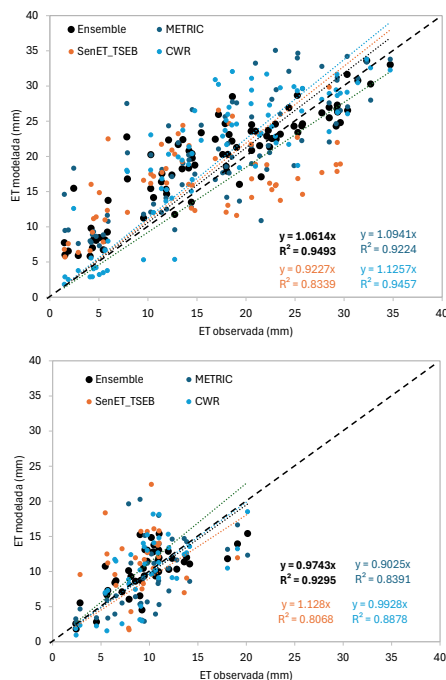 40
35
30
25
20
15
10
5
0
ET modelada (mm)
Ensemble METRIC
SenET_TSEB CWR
y = 1.0614x y = 1.0941x
R² = 0.9493 R² = 0.9224
y = 0.9227x y = 1.1257x
R² = 0.8339 R² = 0.9457
0 5 10 15 20 25 30 35 40
ET observada (mm)
40
35
30
25
20
15
10
5
0
ET modelada (mm)
Ensemble METRIC
SenET_TSEB CWR
y = 0.9743x y = 0.9025x
R² = 0.9295 R² = 0.8391
y = 1.128x y = 0.9928x
R² = 0.8068 R² = 0.8878
0 5 10 15 20 25 30 35 40
ET observada (mm)